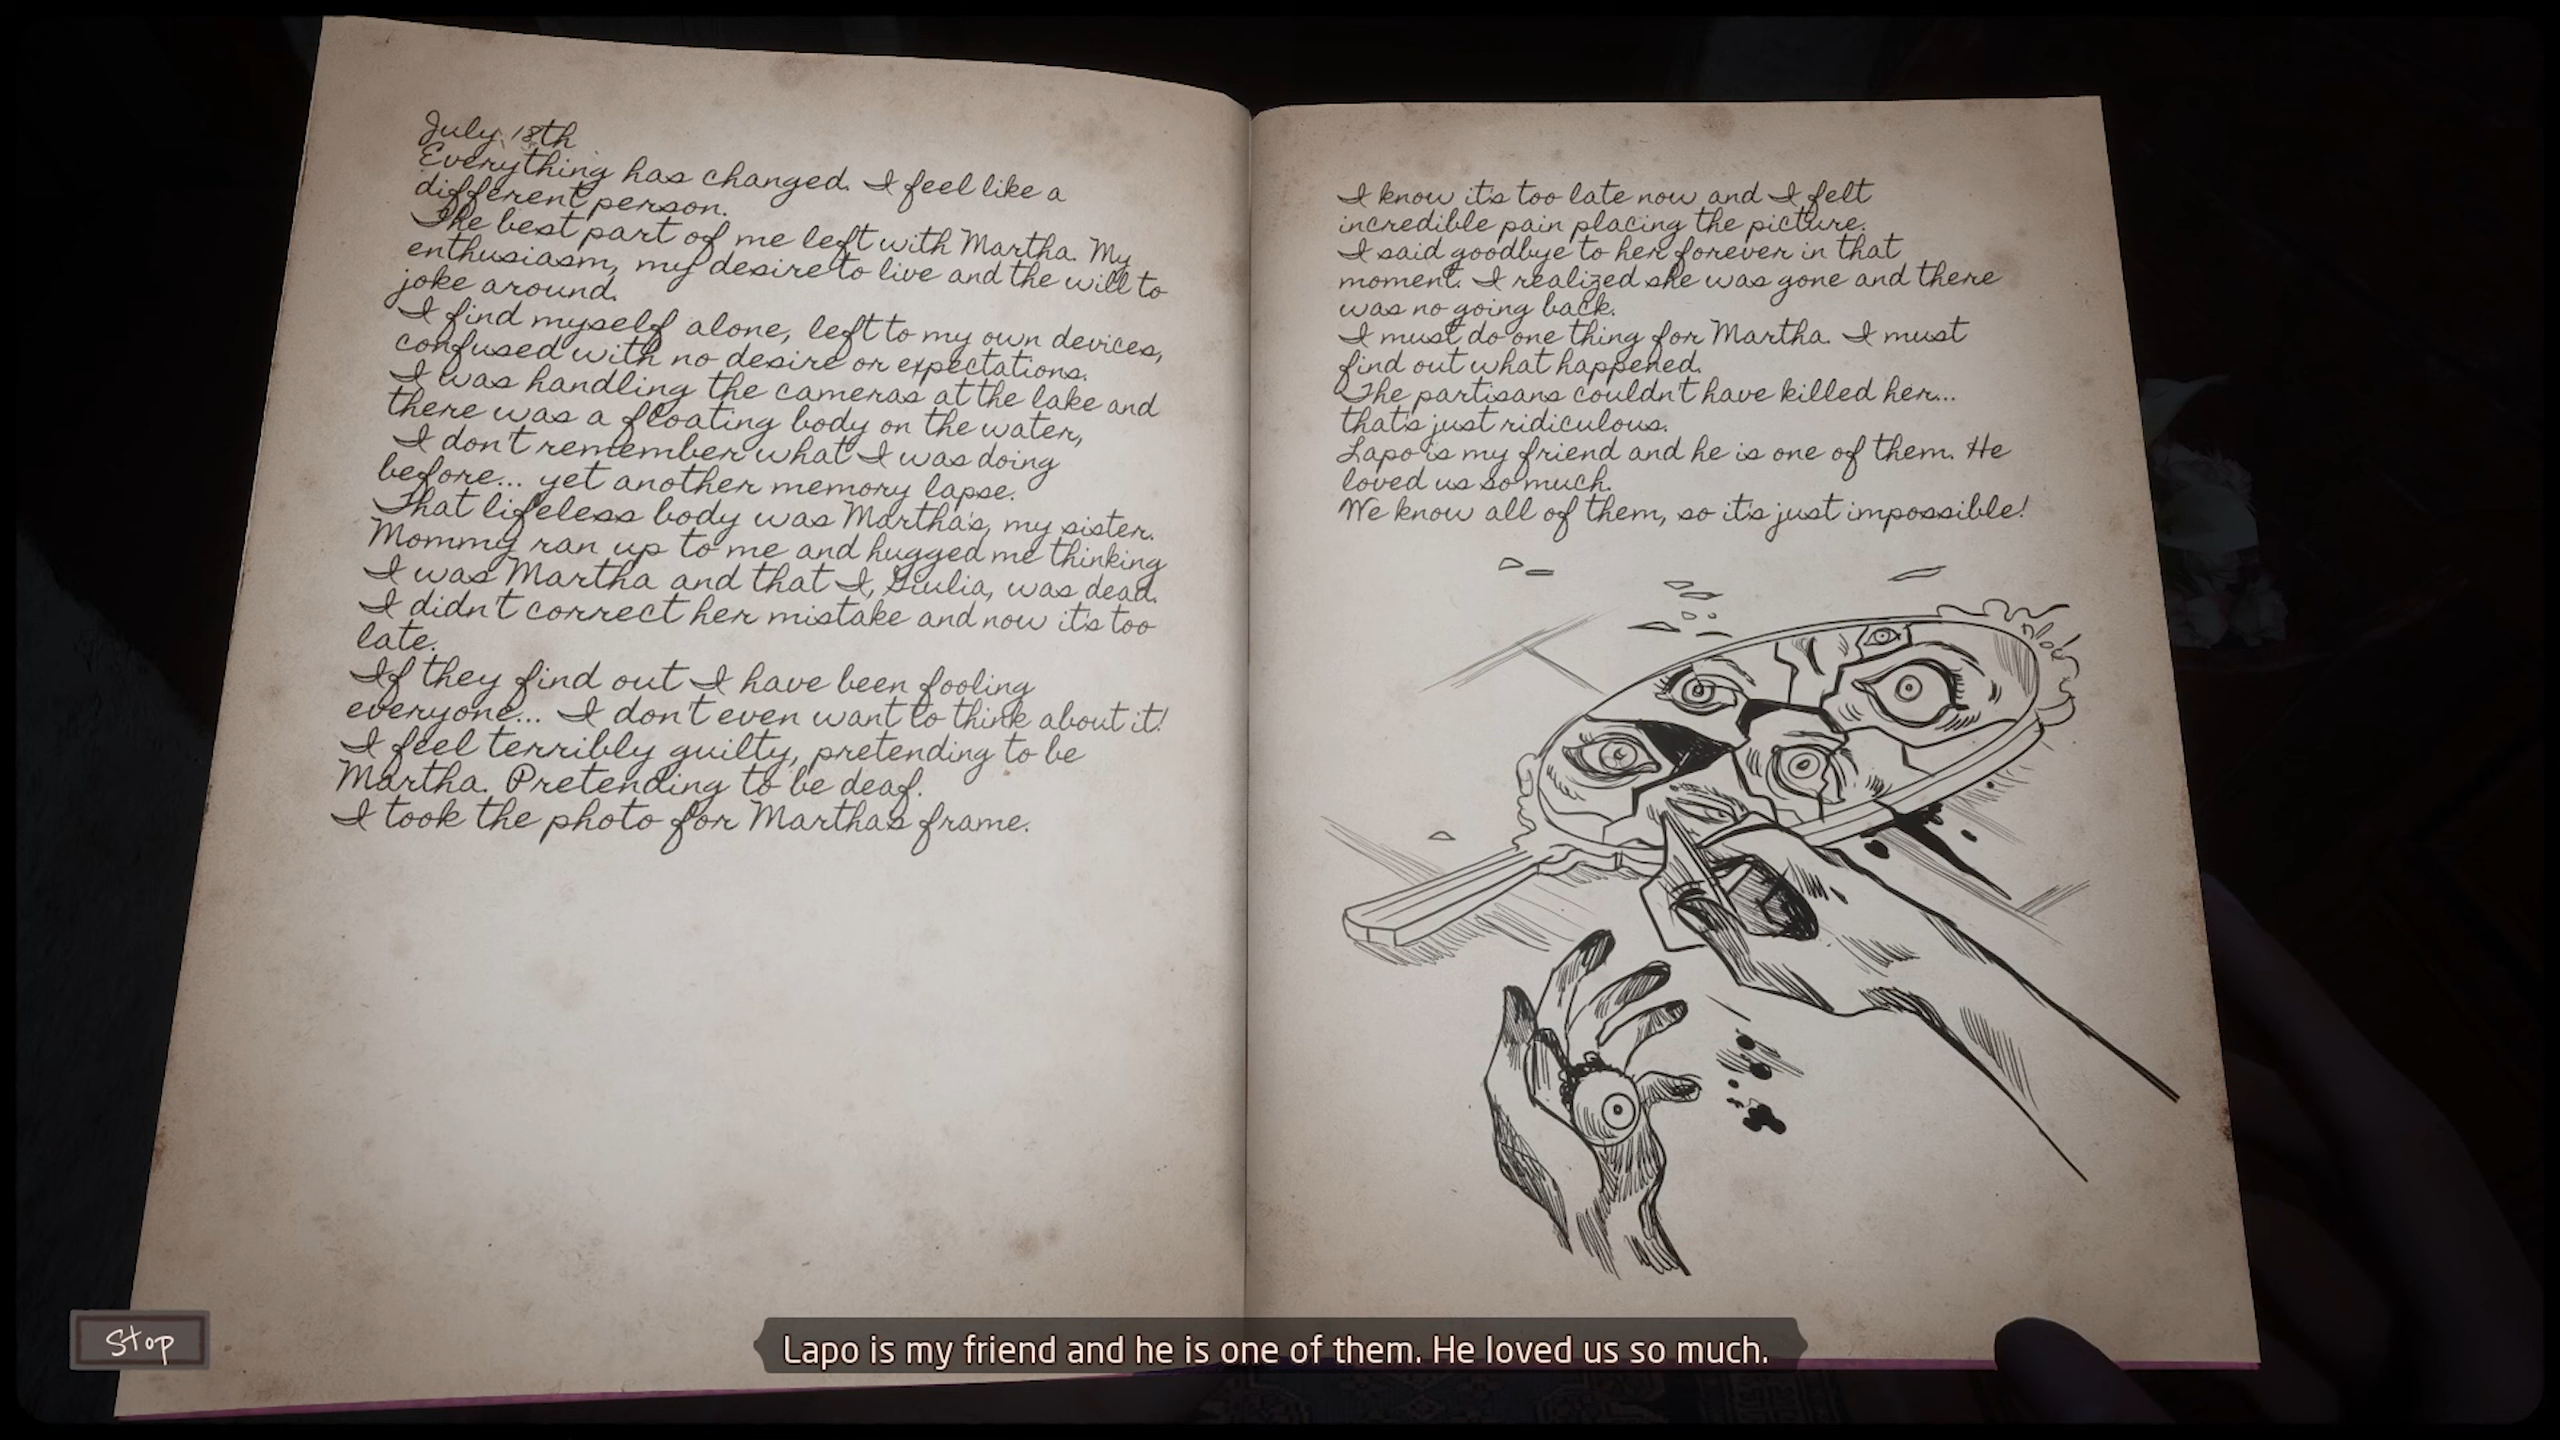 July 18th
Everything has changed. I feel like a
different person.
The best part of me left with Martha. My
enthusiasm, my desire to live and the will to
joke around.
I find myself alone, left to my own devices,
confused with no desire or expectations.
I was handling the cameras at the lake and
there was a floating body on the water,
I don't remember what I was doing
before... yet another memory lapse.
That lifeless body was Martha's, my sister.
Mommy ran up to me and hugged me thinking
I was Martha and that I, Giulia, was dead.
I didn't correct her mistake and now it's too
late.
If they find out I have been fooling
everyone... I don't even want to think about it!
I feel terribly guilty, pretending to be
Martha. Pretending to be deaf.
I took the photo for Martha's frame.
I know it's too late now and I felt
incredible pain placing the picture.
I said goodbye to her forever in that
moment. I realized she was gone and there
was no going back.
I must do one thing for Martha. I must
find out what happened.
The partisans couldn't have killed her...
that's just ridiculous.
Lapo is my friend and he is one of them. He
loved us so much.
We know all of them, so it's just impossible!
Stop
Lapo is my friend and he is one of them. He loved us so much.